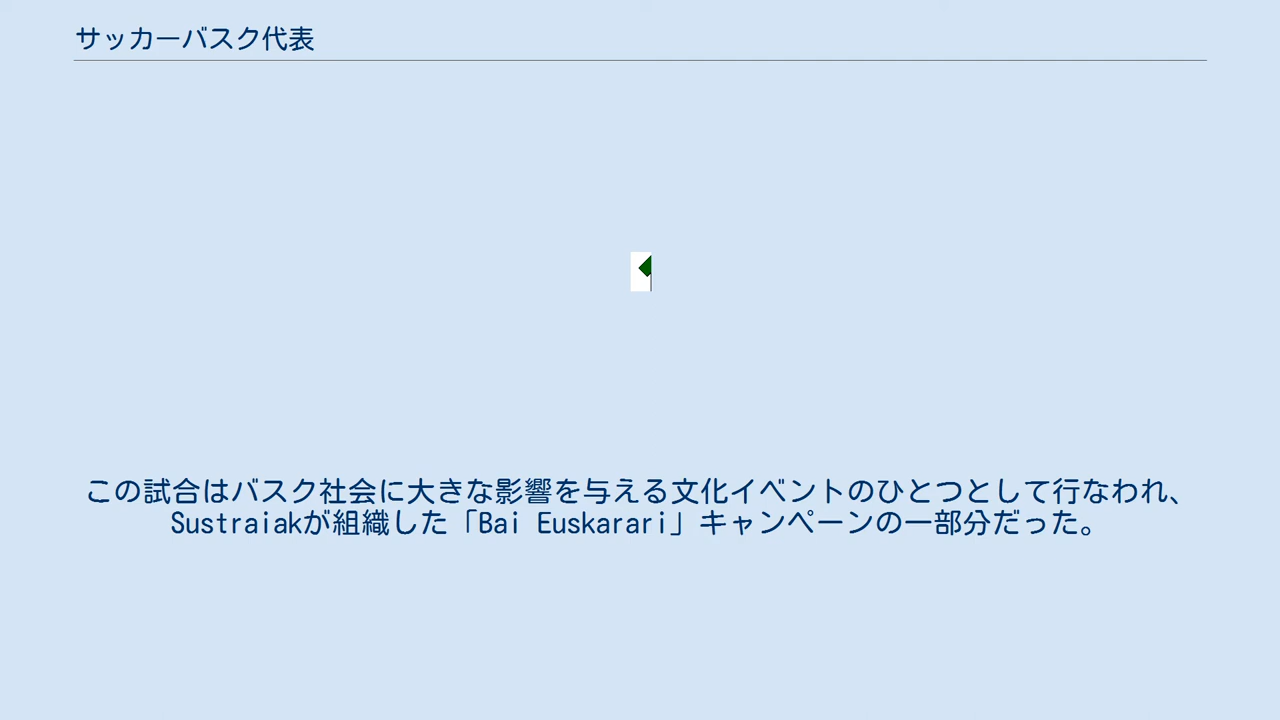 サッカーバスク代表
この試合はバスク社会に大きな影響を与える文化イベントのひとつとして行なわれ、
Sustraiakが組織した「Bai Euskarari」キャンペーンの一部分だった。